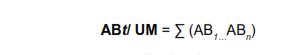 ABt/ UM = ∑ (AB1...ABn)